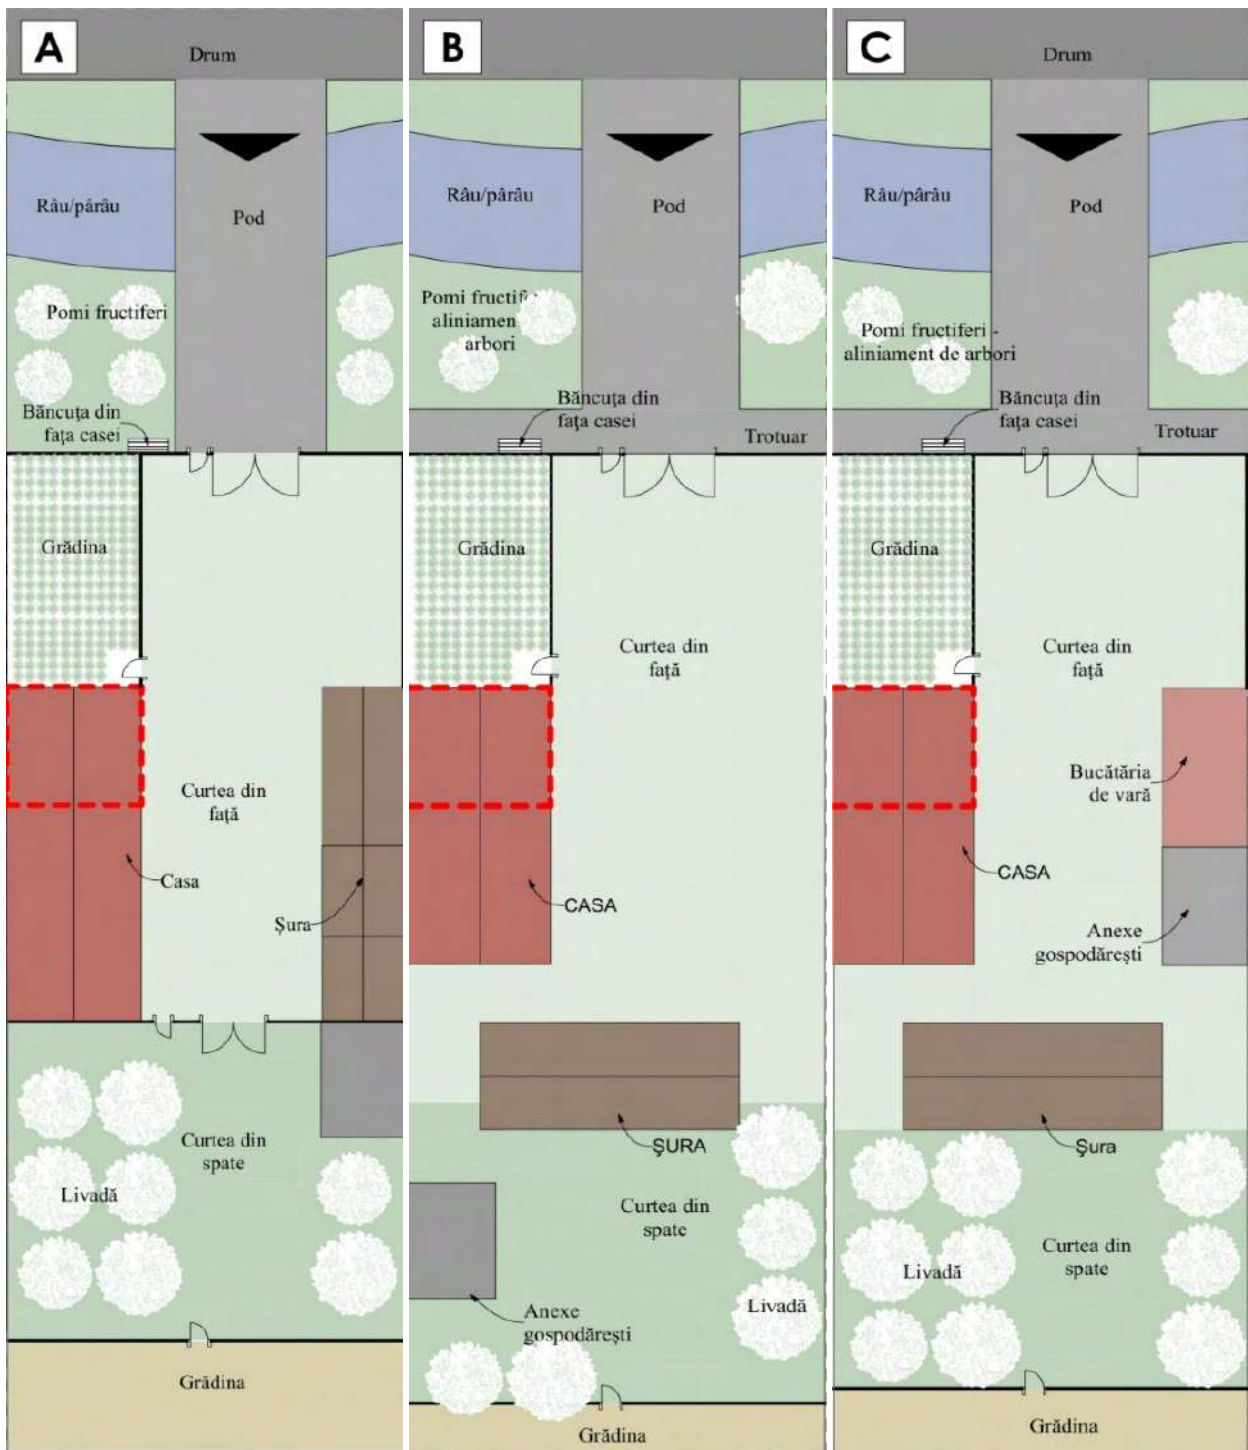 A
Drum
Râu/pârâu
Pod
Pomi fructiferi
Băncuța din
fața casei
Grădina
Curtea din
față
Casa
Șura
Curtea din
spate
Livadă
Grădina
B
Râu/pârâu
Pod
Pomi fructife
aliniamen
arbori
Băncuța din
fața casei
Trotuar
Grădina
Curtea din
față
CASA
ŞURA
Curtea din
spate
Livadă
Anexe
gospodărești
Grădina
C
Drum
Râu/pârâu
Pod
Pomi fructiferi -
aliniament de arbori
Băncuța din
fața casei
Trotuar
Grădina
Curtea din
față
Bucătăria
de vară
CASA
Anexe
gospodărești
Șura
Curtea din
spate
Livadă
Grădina